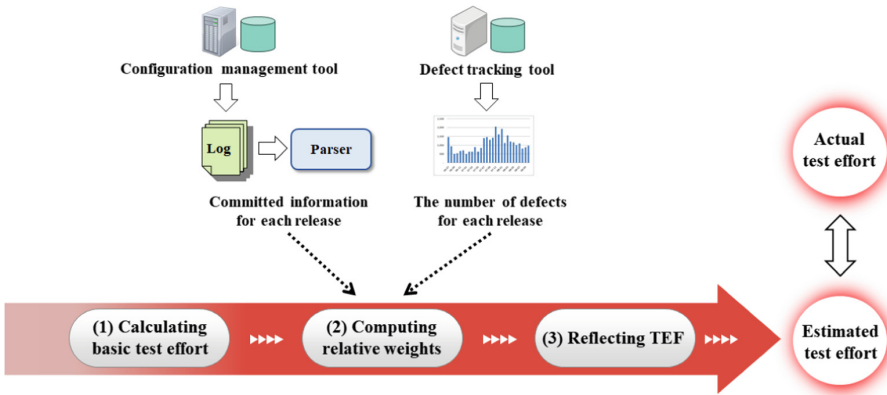 Configuration management tool
Defect tracking tool
Log
Parser
Committed information
for each release
The number of defects
for each release
Actual
test effort
(1) Calculating
basic test effort
(2) Computing
relative weights
(3) Reflecting TEF
Estimated
test effort